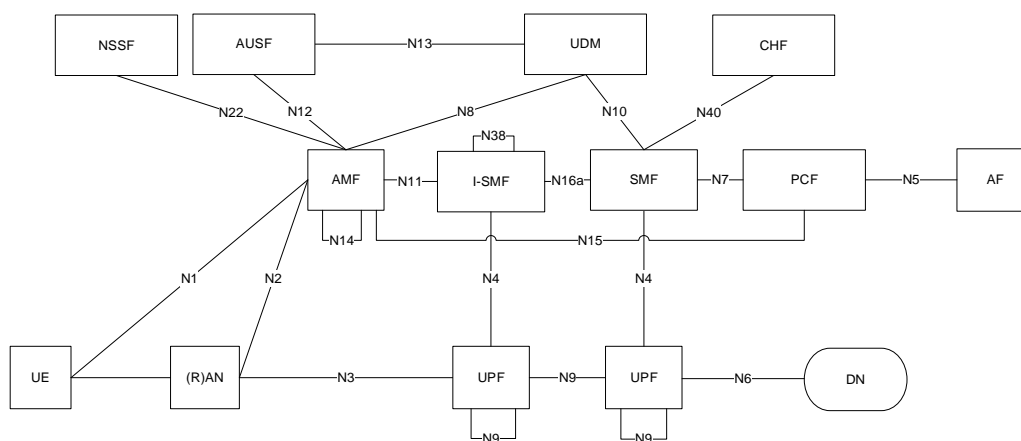 NSSF
AUSF
N13
UDM
CHF
N22
N12
N8
N10
N40
N38
AMF
N11
I-SMF
N16a
SMF
N7
PCF
N5
AF
N14
N15
N1
N2
N4
N4
UE
(R)AN
N3
UPF
N9
UPF
N6
DN
N9
N9